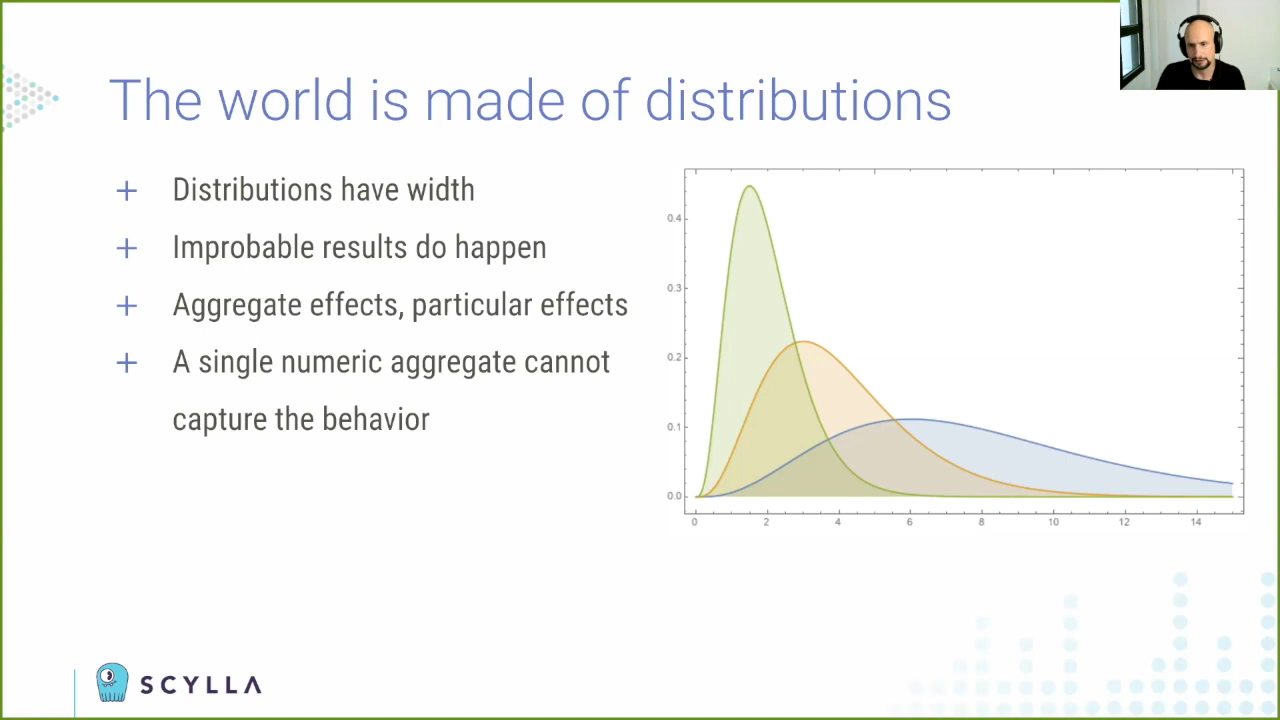 The world is made of distributions
+ Distributions have width
+ Improbable results do happen
+ Aggregate effects, particular effects
+ A single numeric aggregate cannot
capture the behavior
0.4
0.3
0.2
0.1
0.0
0 2 4 6 8 10 12 14
SCYLLA